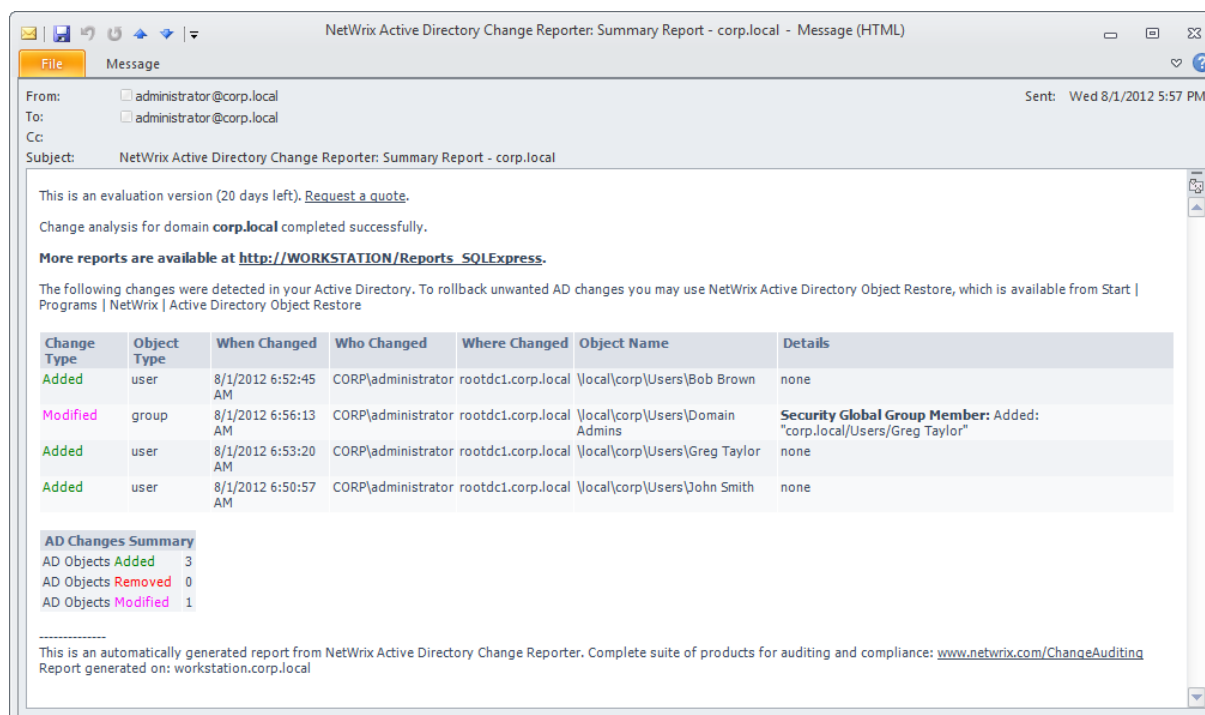 NetWrix Active Directory Change Reporter: Summary Report - corp.local - Message (HTML)
File Message
From: administrator@corp.local Sent: Wed 8/1/2012 5:57 PM
To: administrator@corp.local
Cc:
Subject: NetWrix Active Directory Change Reporter: Summary Report - corp.local
This is an evaluation version (20 days left). Request a quote.
Change analysis for domain corp.local completed successfully.
More reports are available at http://WORKSTATION/Reports_SQLExpress.
The following changes were detected in your Active Directory. To rollback unwanted AD changes you may use NetWrix Active Directory Object Restore, which is available from Start |
Programs | NetWrix | Active Directory Object Restore
Change Object When Changed Who Changed Where Changed Object Name Details
Type Type
Added user 8/1/2012 6:52:45 CORP\administrator rootdc1.corp.local \local\corp\Users\Bob Brown none
AM
Modified group 8/1/2012 6:56:13 CORP\administrator rootdc1.corp.local \local\corp\Users\Domain Security Global Group Member: Added:
AM Admins "corp.local/Users/Greg Taylor"
Added user 8/1/2012 6:53:20 CORP\administrator rootdc1.corp.local \local\corp\Users\Greg Taylor none
AM
Added user 8/1/2012 6:50:57 CORP\administrator rootdc1.corp.local \local\corp\Users\John Smith none
AM
AD Changes Summary
AD Objects Added 3
AD Objects Removed 0
AD Objects Modified 1
--------------
This is an automatically generated report from NetWrix Active Directory Change Reporter. Complete suite of products for auditing and compliance: www.netwrix.com/ChangeAuditing
Report generated on: workstation.corp.local